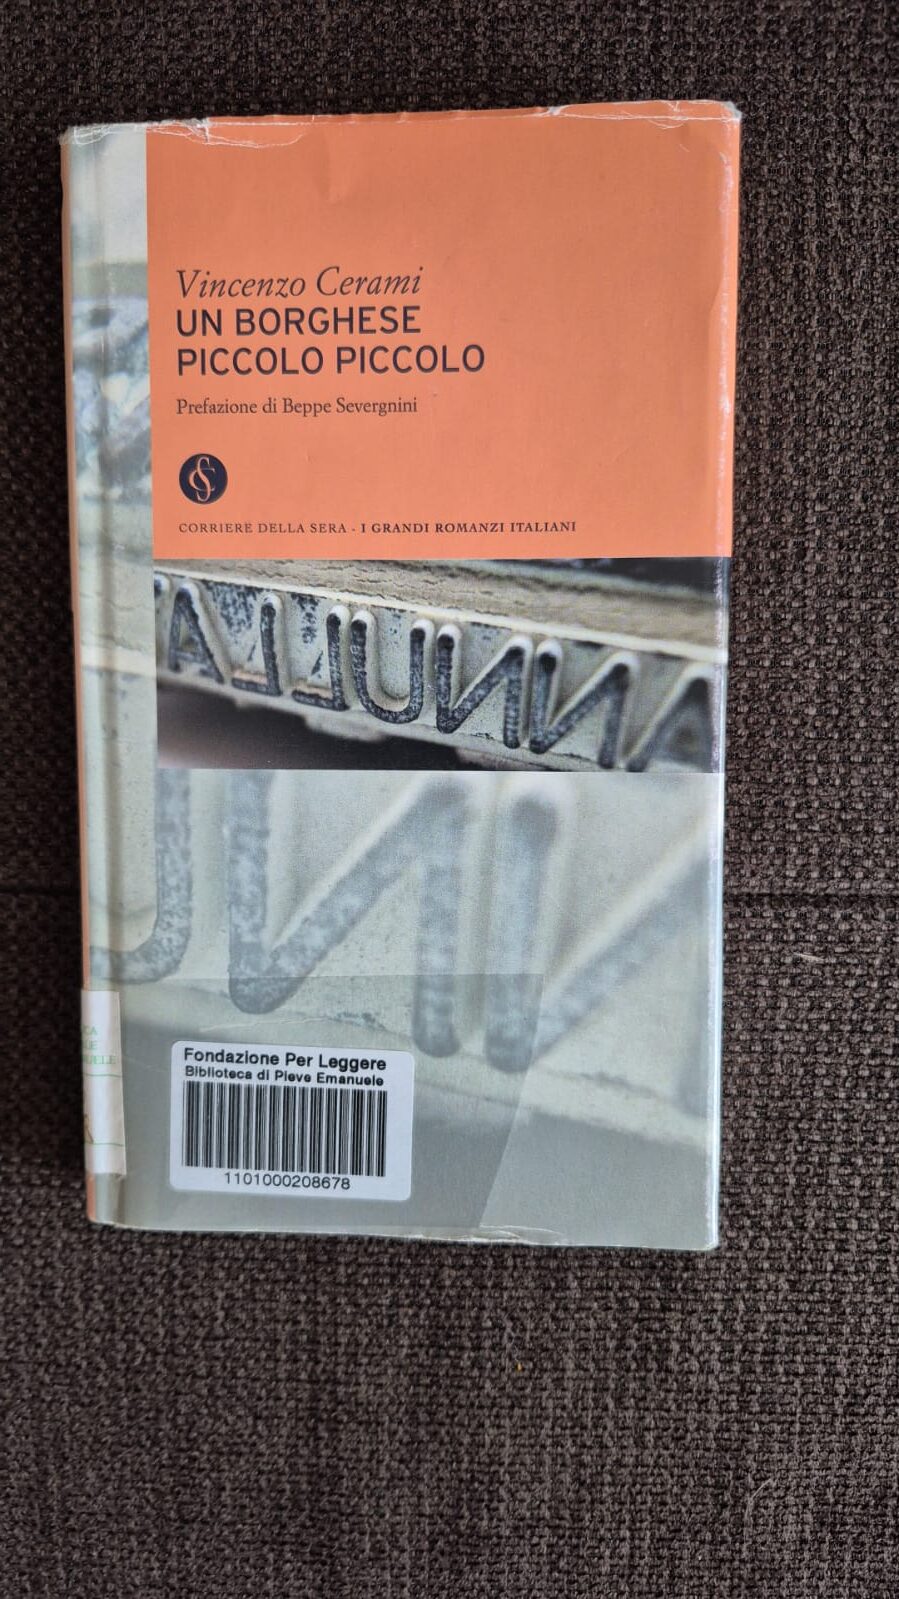 Vincenzo Cerami
UN BORGHESE
PICCOLO PICCOLO
Prefazione di Beppe Severgnini
CORRIERE DELLA SERA - I GRANDI ROMANZI ITALIANI
Fondazione Per Leggere
Biblioteca di Pieve Emanuele
1101000208678